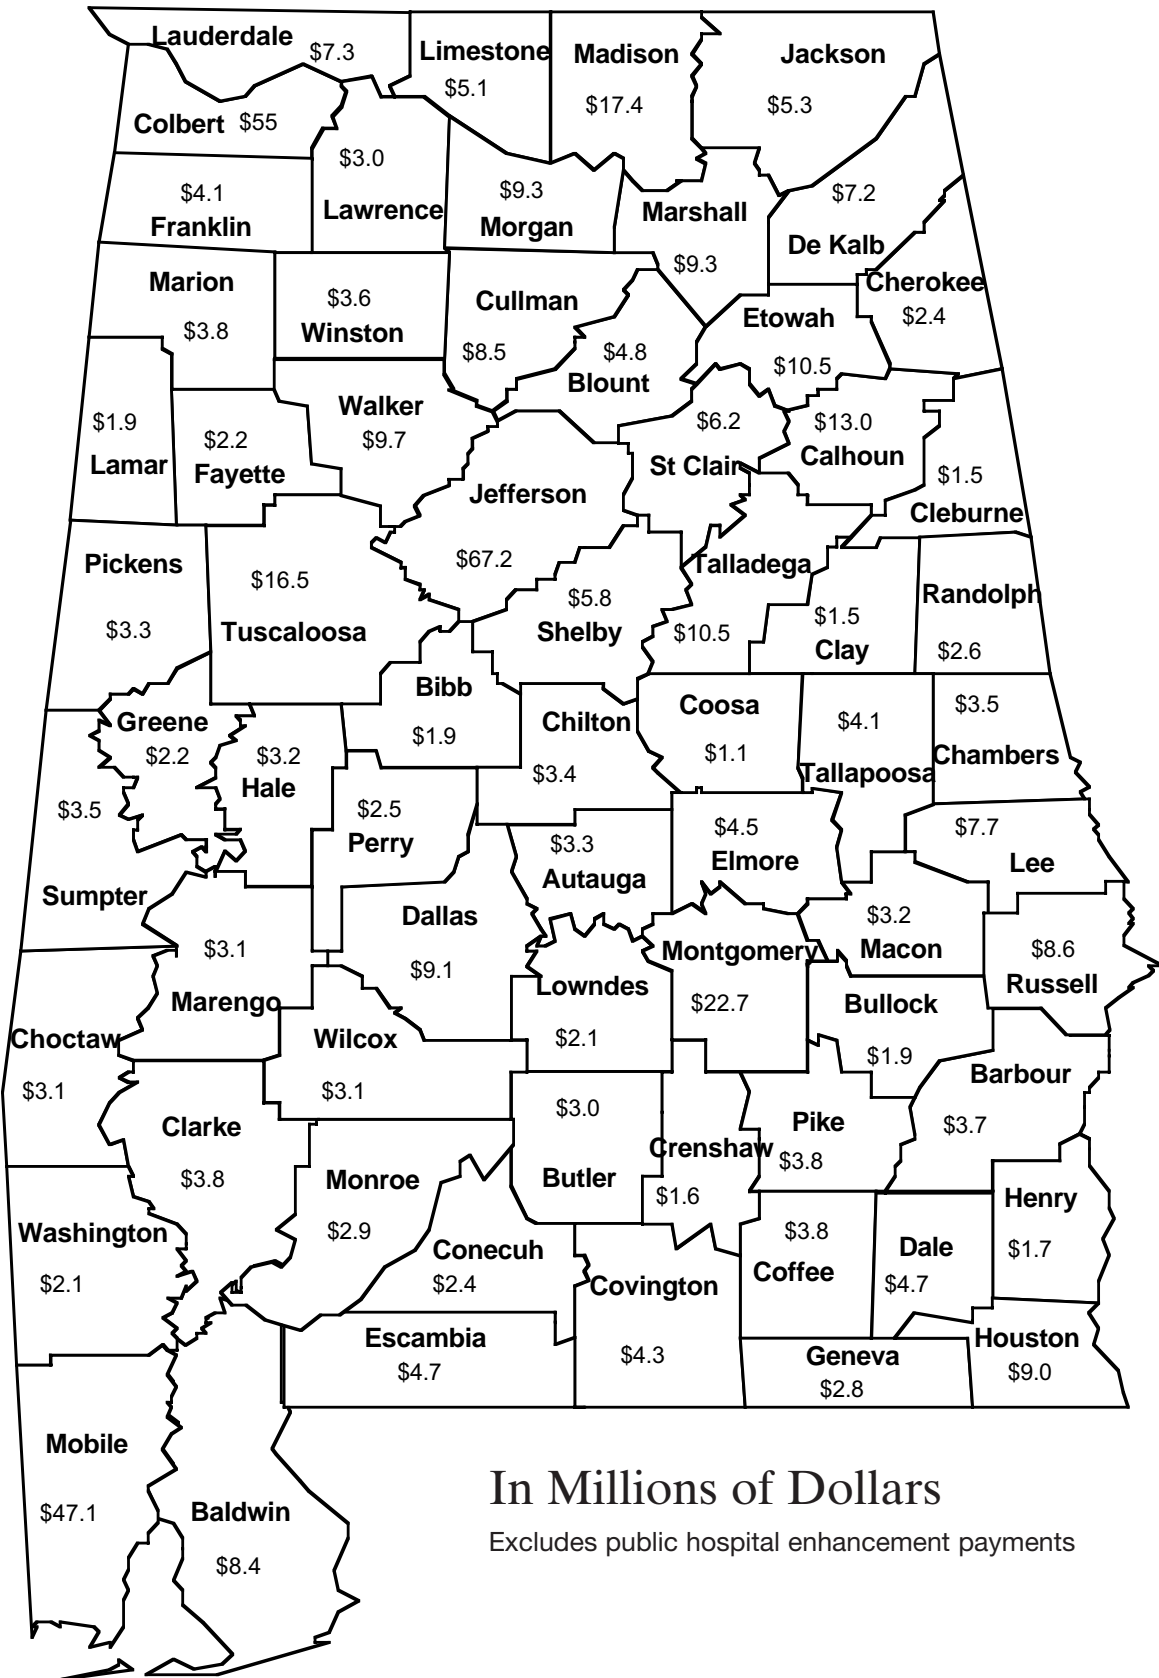 Lauderdale
$7.3
Limestone
$5.1
Madison
$17.4
Jackson
$5.3
Colbert $55
$3.0
Lawrence
$4.1
Franklin
$9.3
Morgan
Marshall
$9.3
$7.2
De Kalb
Cherokee
$2.4
Marion
$3.8
$3.6
Winston
Cullman
$8.5
$4.8
Blount
Etowah
$10.5
$1.9
Lamar
$2.2
Fayette
Walker
$9.7
Jefferson
$67.2
$6.2
St Clair
$13.0
Calhoun
$1.5
Cleburne
Pickens
$3.3
$16.5
Tuscaloosa
$5.8
Shelby
Talladega
$10.5
$1.5
Clay
Randolph
$2.6
Bibb
$1.9
Greene
$2.2
$3.2
Hale
Chilton
$3.4
Coosa
$1.1
$4.1
Tallapoosa
$3.5
Chambers
$3.5
Sumpter
$2.5
Perry
$3.3
Autauga
$4.5
Elmore
$7.7
Lee
Dallas
$9.1
$3.1
Marengo
Lowndes
$2.1
Montgomery
$22.7
$3.2
Macon
$8.6
Russell
Bullock
$1.9
Choctaw
$3.1
Wilcox
$3.1
Barbour
$3.7
Clarke
$3.8
$3.0
Butler
Crenshaw
$1.6
Pike
$3.8
Monroe
$2.9
Henry
$1.7
Washington
$2.1
Conecuh
$2.4
Covington
$4.3
$3.8
Coffee
Dale
$4.7
Escambia
$4.7
Geneva
$2.8
Houston
$9.0
Mobile
$47.1
Baldwin
$8.4
In Millions of Dollars
Excludes public hospital enhancement payments